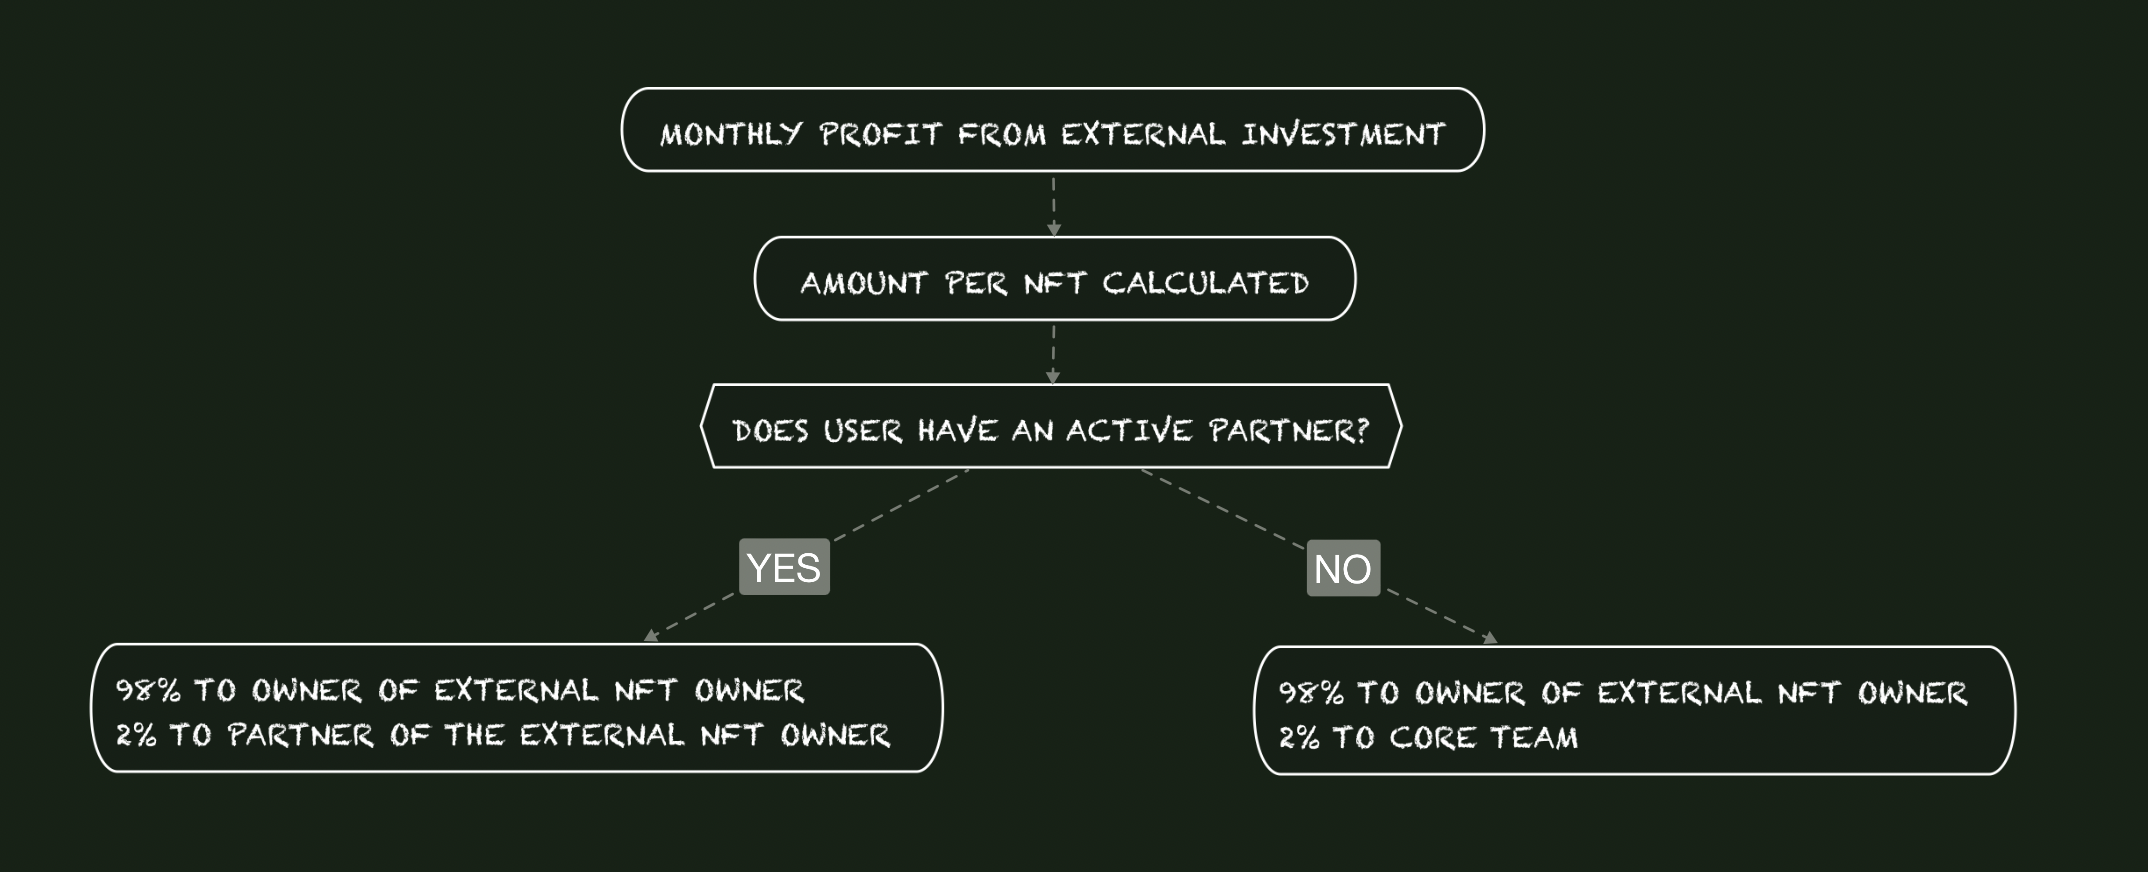 MONTHLY PROFIT FROM EXTERNAL INVESTMENT
AMOUNT PER NFT CALCULATED
DOES USER HAVE AN ACTIVE PARTNER?
YES
NO
98% TO OWNER OF EXTERNAL NFT OWNER
2% TO PARTNER OF THE EXTERNAL NFT OWNER
98% TO OWNER OF EXTERNAL NFT OWNER
2% TO CORE TEAM